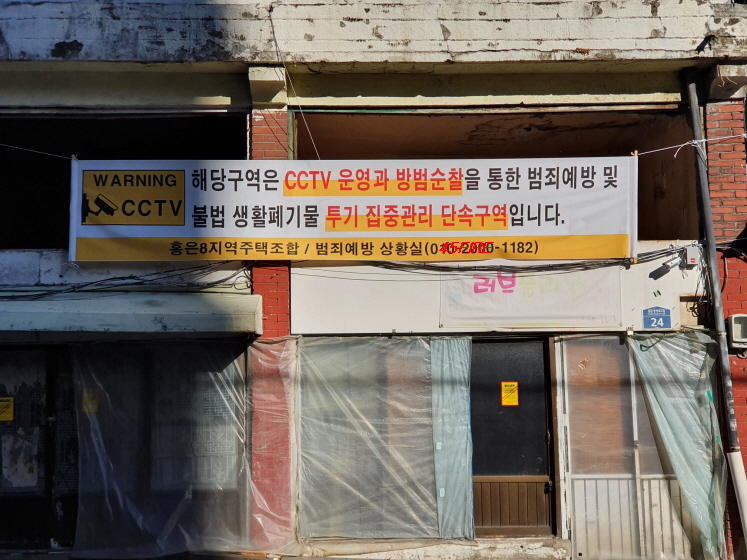 WARNING
CCTV
해당구역은 CCTV 운영과 방범순찰을 통한 범죄예방 및
불법 생활폐기물 투기 집중관리 단속구역입니다.
홍은8지역주택조합 / 범죄예방 상황실
러브
24